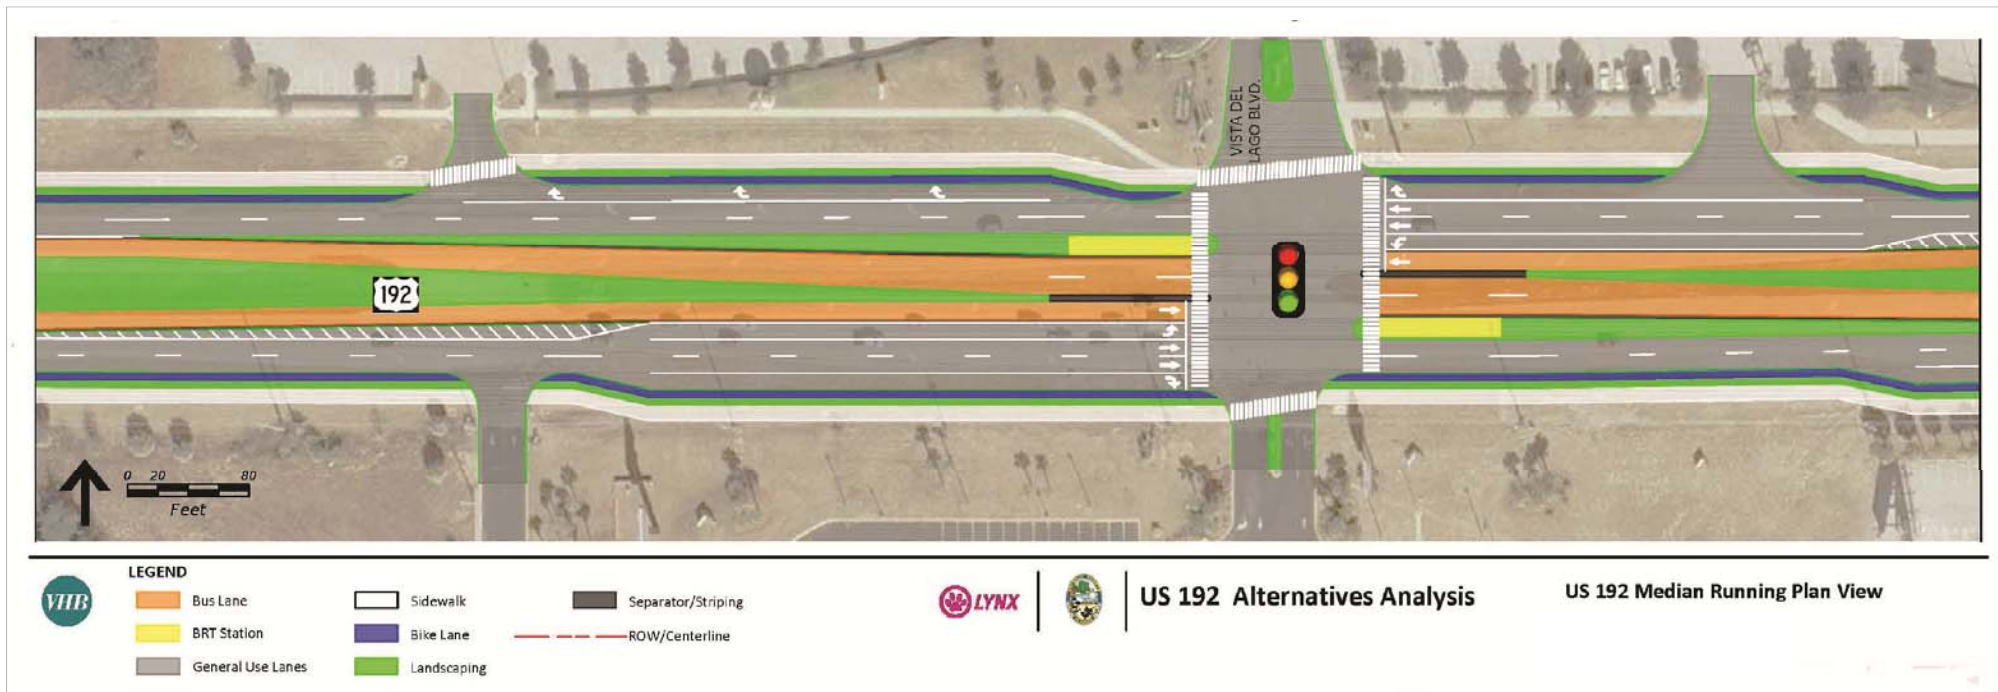 VISTA DEL
LAGO BLVD.
192
0 20 80
Feet
VHB
LEGEND
Bus Lane
BRT Station
General Use Lanes
Sidewalk
Bike Lane
Landscaping
Separator/Striping
ROW/Centerline
LYNX
US 192 Alternatives Analysis
US 192 Median Running Plan View